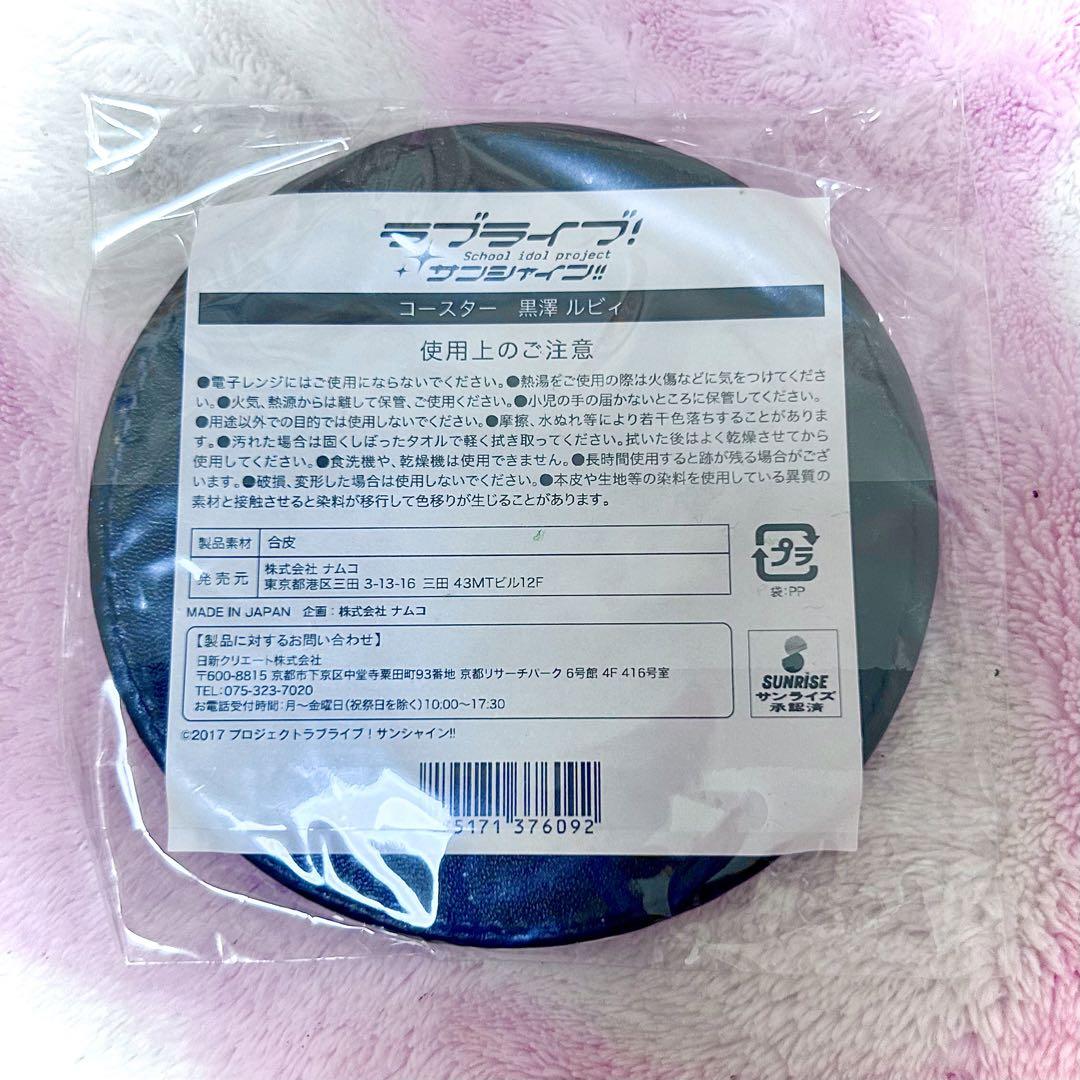 ラブライブ!
School idol project
サンシャイン!!
コースター 黒澤 ルビィ
使用上のご注意
●電子レンジにはご使用にならないでください。●熱湯をご使用の際は火傷などに気をつけてくださ
い。●火気、熱源からは離して保管、ご使用ください。●小児の手の届かないところに保管してください。
●用途以外での目的では使用しないでください。●摩擦、水ぬれ等により若干色落ちすることがありま
す。●汚れた場合は固くしぼったタオルで軽く拭き取ってください。拭いた後はよく乾燥させてから
使用してください。●食洗機や、乾燥機は使用できません。●長時間使用すると跡が残る場合がござ
います。●破損、変形した場合は使用しないでください。●本皮や生地等の染料を使用している異質の
素材と接触させると染料が移行して色移りが生じることがあります。
製品素材 合皮
発売元 株式会社 ナムコ
東京都港区三田 3-13-16 三田 43MTビル12F
プラ
袋:PP
MADE IN JAPAN 企画:株式会社 ナムコ
【製品に対するお問い合わせ】
日新クリエート株式会社
〒600-8815 京都市下京区中堂寺粟田町93番地 京都リサーチパーク 6号館 4F 416号室
TEL:075-323-7020
お電話受付時間:月〜金曜日(祝祭日を除く)10:00〜17:30
SUNRISE
サンライズ
承認済
©2017 プロジェクトラブライブ!サンシャイン!!
5171 376092